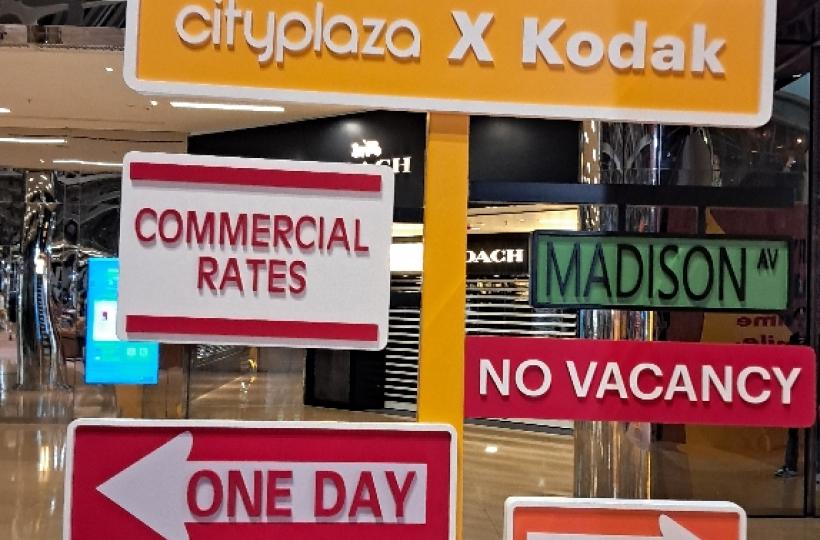 cityplaza X Kodak
COACH
COMMERCIAL
RATES
MADISON AV
NO VACANCY
ONE DAY